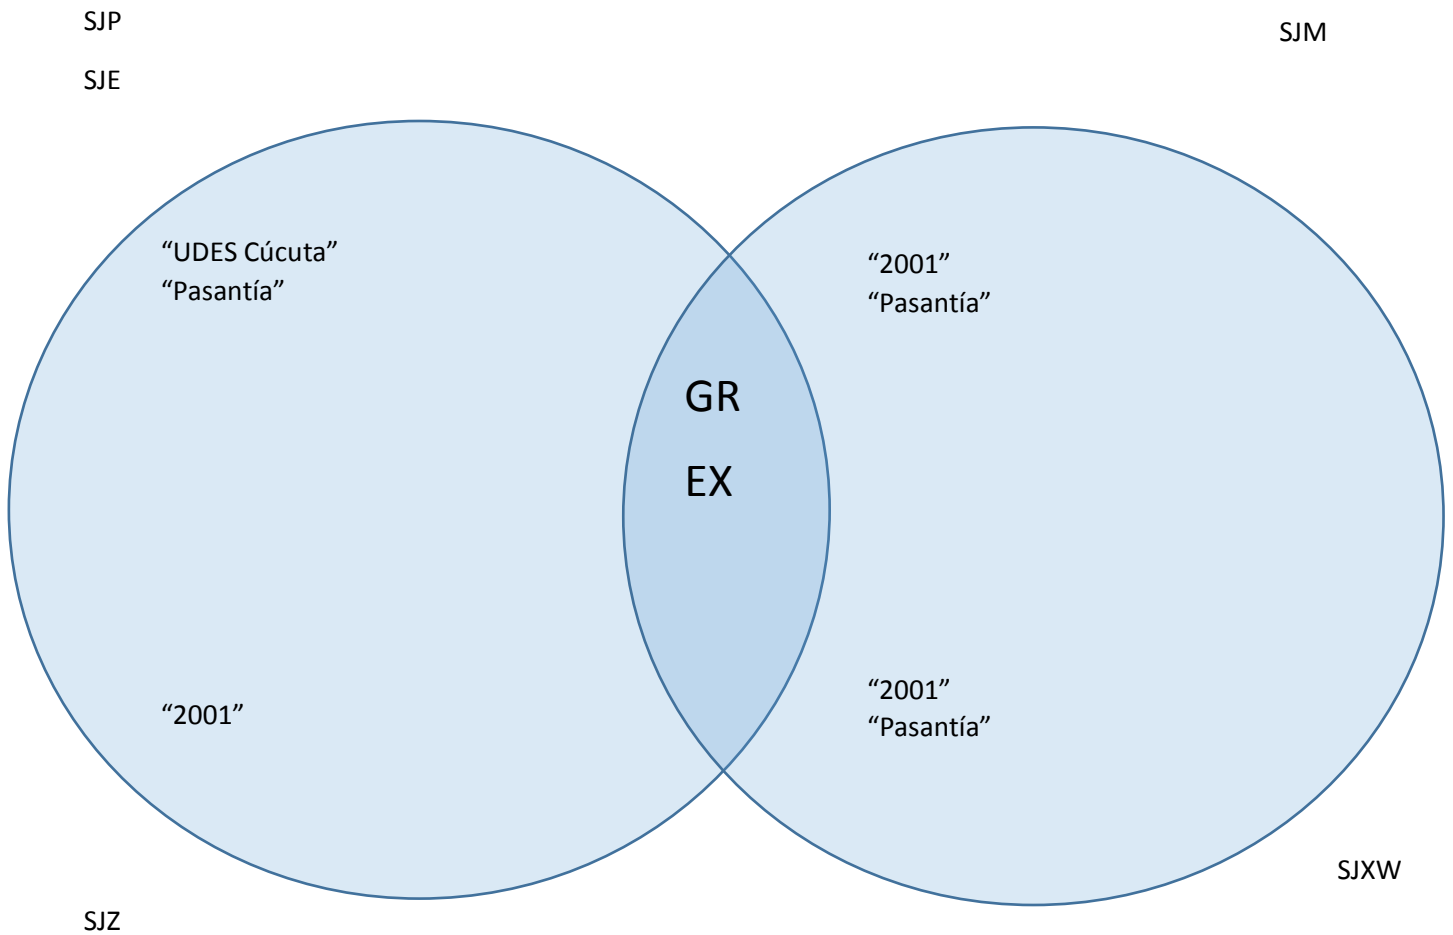 SJP
SJM
SJE
“UDES Cúcuta”
“Pasantía”
“2001”
“Pasantía”
GR
EX
“2001”
“2001”
“Pasantía”
SJXW
SJZ